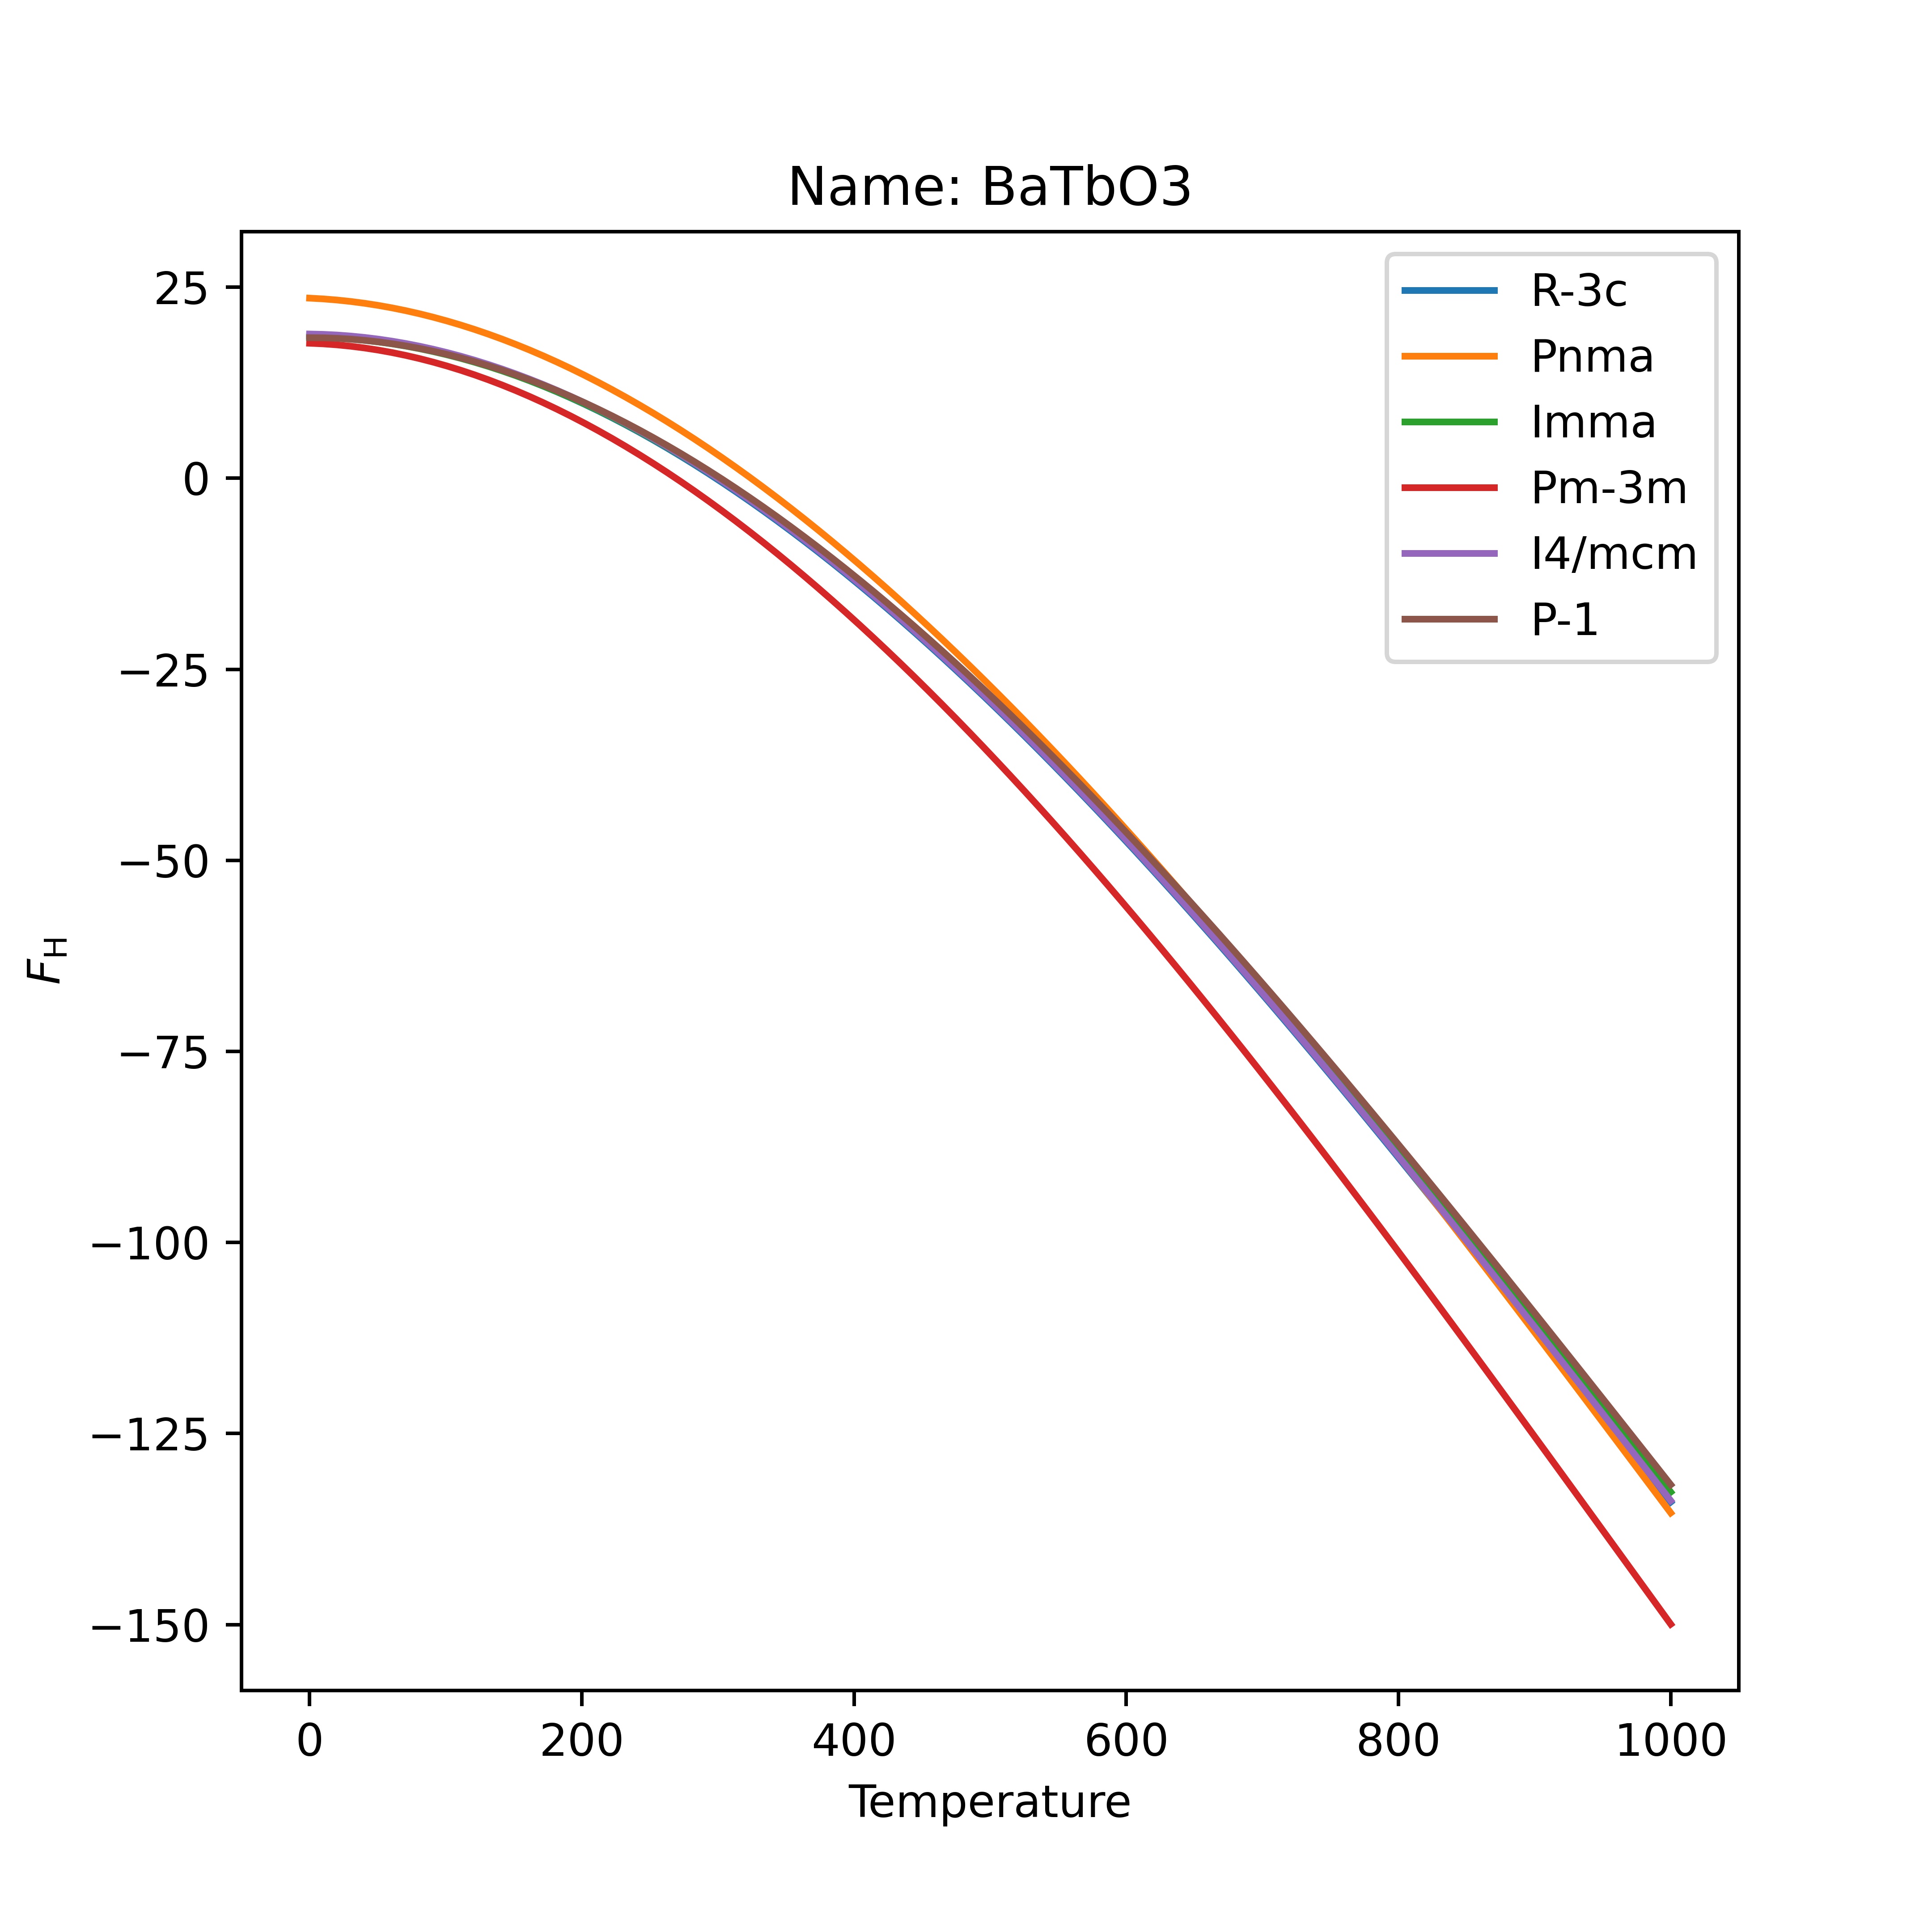 Name: BaTbO3
25
0
−25
−50
−75
−100
−125
−150
F_H
0 200 400 600 800 1000
Temperature
R-3c
Pnma
Imma
Pm-3m
I4/mcm
P-1